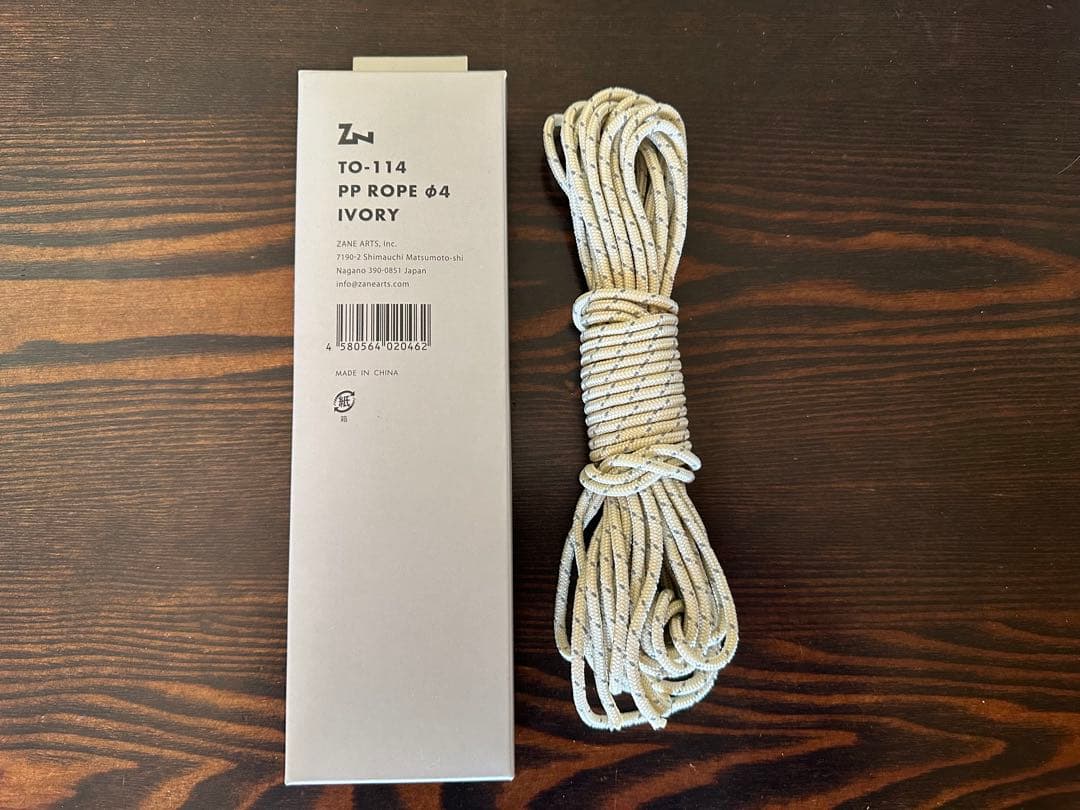 ZN
TO-114
PP ROPE φ4
IVORY
ZANE ARTS, Inc.
7190-2 Shimauchi Matsumoto-shi
Nagano 390-0851 Japan
info@zanearts.com
4 580564 020462
MADE IN CHINA
紙
箱